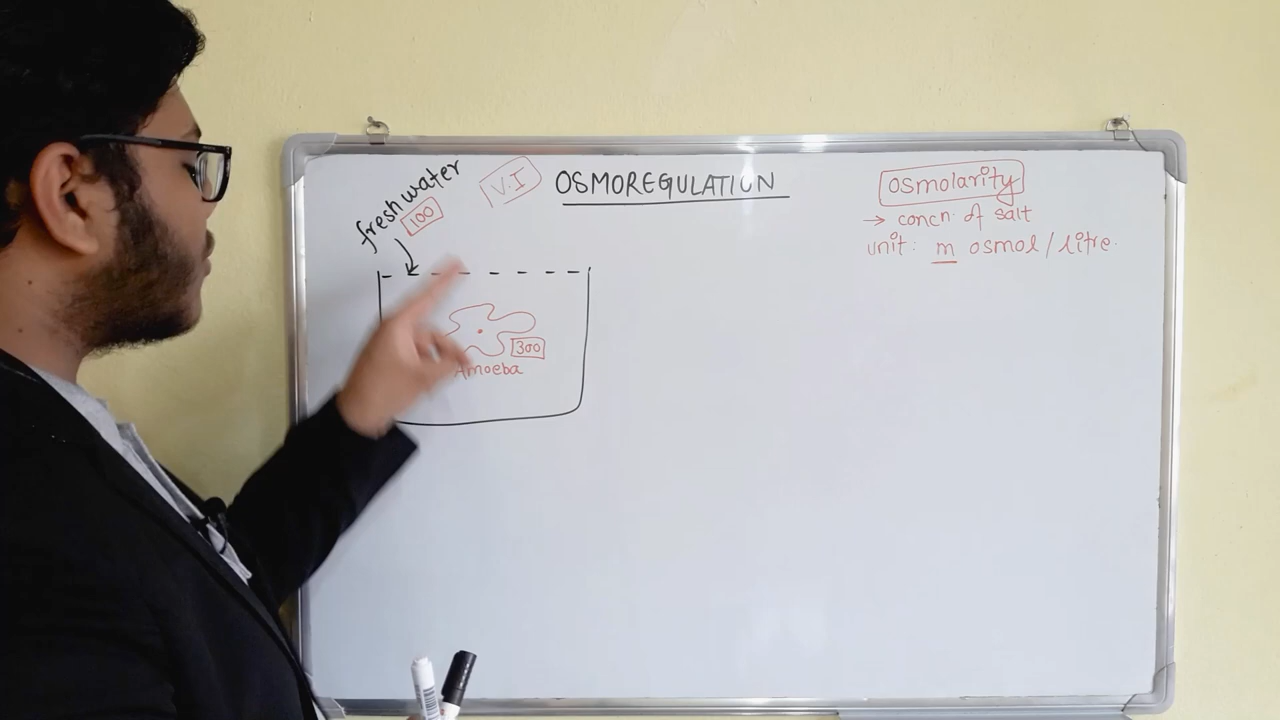 fresh water
100
V.I
OSMOREGULATION
Osmolarity
→ concn. of salt
unit: m osmol/litre.
300
Amoeba